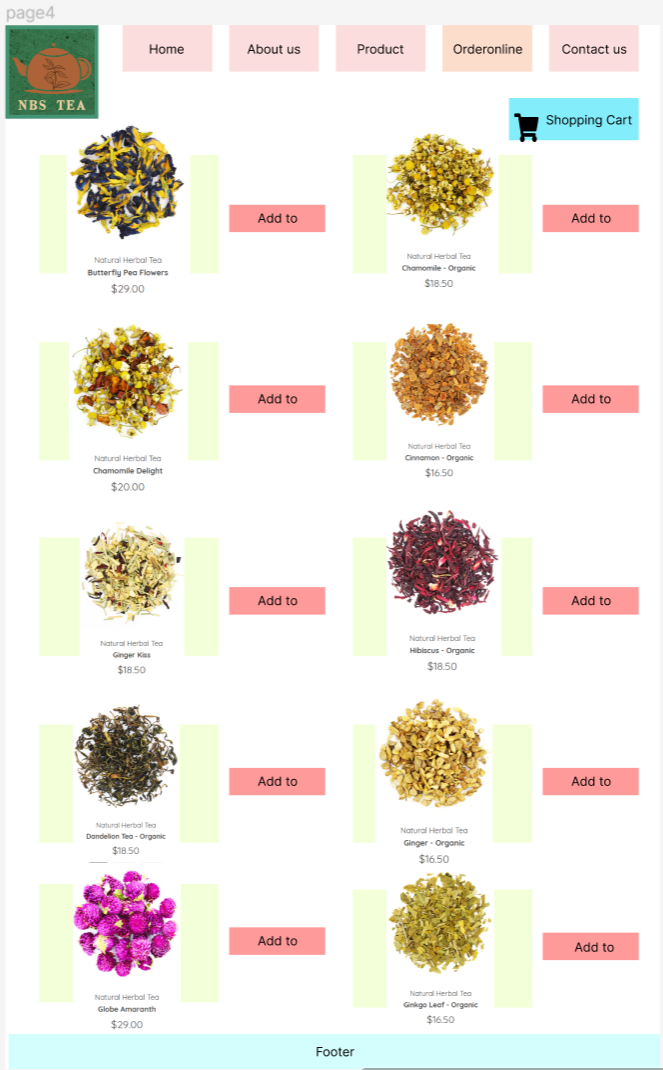 page4
NBS TEA
Home
About us
Product
Orderonline
Contact us
Shopping Cart
Natural Herbal Tea
Butterfly Pea Flowers
$29.00
Add to
Natural Herbal Tea
Chamomile - Organic
$18.50
Add to
Natural Herbal Tea
Chamomile Delight
$20.00
Add to
Natural Herbal Tea
Cinnamon - Organic
$16.50
Add to
Natural Herbal Tea
Ginger Kiss
$18.50
Add to
Natural Herbal Tea
Hibiscus - Organic
$18.50
Add to
Natural Herbal Tea
Dandelion Tea - Organic
$18.50
Add to
Natural Herbal Tea
Ginger - Organic
$16.50
Add to
Natural Herbal Tea
Globe Amaranth
$29.00
Add to
Natural Herbal Tea
Ginkgo Leaf - Organic
$16.50
Add to
Footer